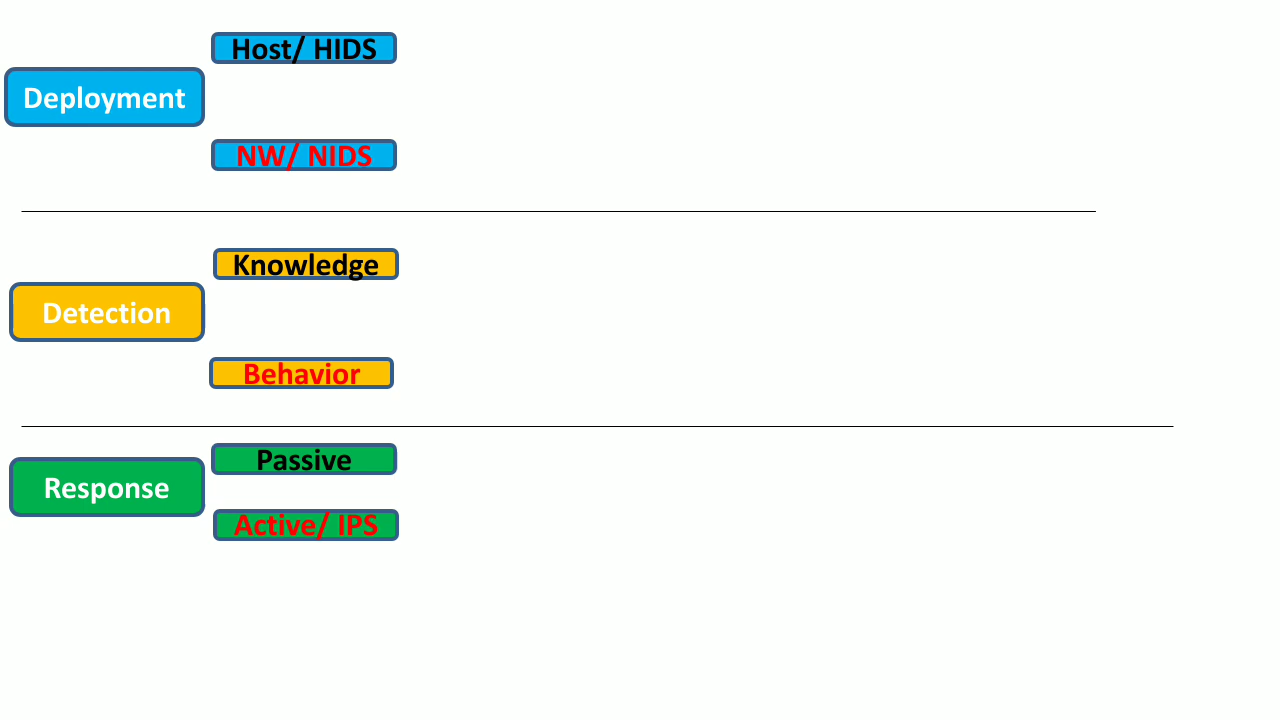 Deployment
Host/ HIDS
NW/ NIDS
Detection
Knowledge
Behavior
Response
Passive
Active/ IPS